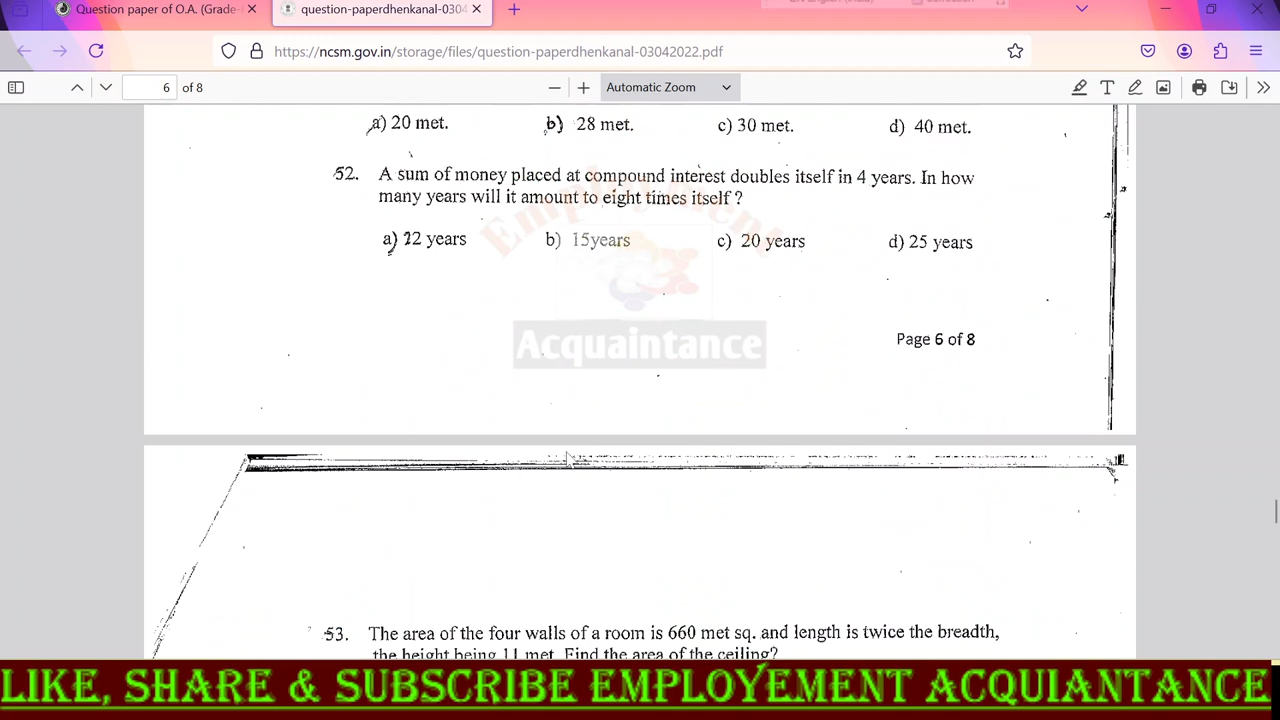 Question paper of O.A. (Grade-
question-paperdhenkanal-0304
https://ncsm.gov.in/storage/files/question-paperdhenkanal-03042022.pdf
6 of 8
Automatic Zoom
a) 20 met. b) 28 met. c) 30 met. d) 40 met.
52. A sum of money placed at compound interest doubles itself in 4 years. In how
many years will it amount to eight times itself ?
a) 12 years b) 15years c) 20 years d) 25 years
Employment
Acquaintance
Page 6 of 8
53. The area of the four walls of a room is 660 met sq. and length is twice the breadth,
the height being 11 met. Find the area of the ceiling?
LIKE, SHARE & SUBSCRIBE EMPLOYEMENT ACQUIANTANCE